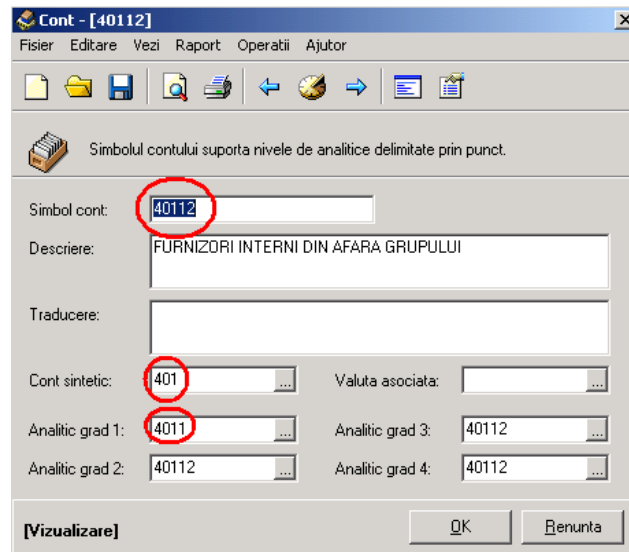 Cont - [40112]
Fisier Editare Vezi Raport Operatii Ajutor
Simbolul contului suporta nivele de analitice delimitate prin punct.
Simbol cont: 40112
Descriere: FURNIZORI INTERNI DIN AFARA GRUPULUI
Traducere:
Cont sintetic: 401 ... Valuta asociata: ...
Analitic grad 1: 4011 ... Analitic grad 3: 40112 ...
Analitic grad 2: 40112 ... Analitic grad 4: 40112 ...
[Vizualizare] OK Renunta